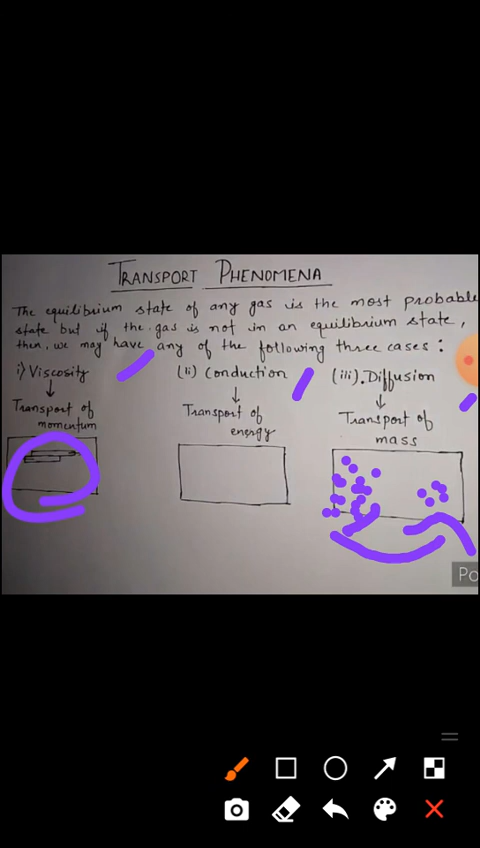 TRANSPORT PHENOMENA
The equilibrium state of any gas is the most probable
state but if the gas is not in an equilibrium state,
then, we may have any of the following three cases :
i) Viscosity
(ii) Conduction
(iii). Diffusion
Transport of
momentum
Transport of
energy
Transport of
mass
Po